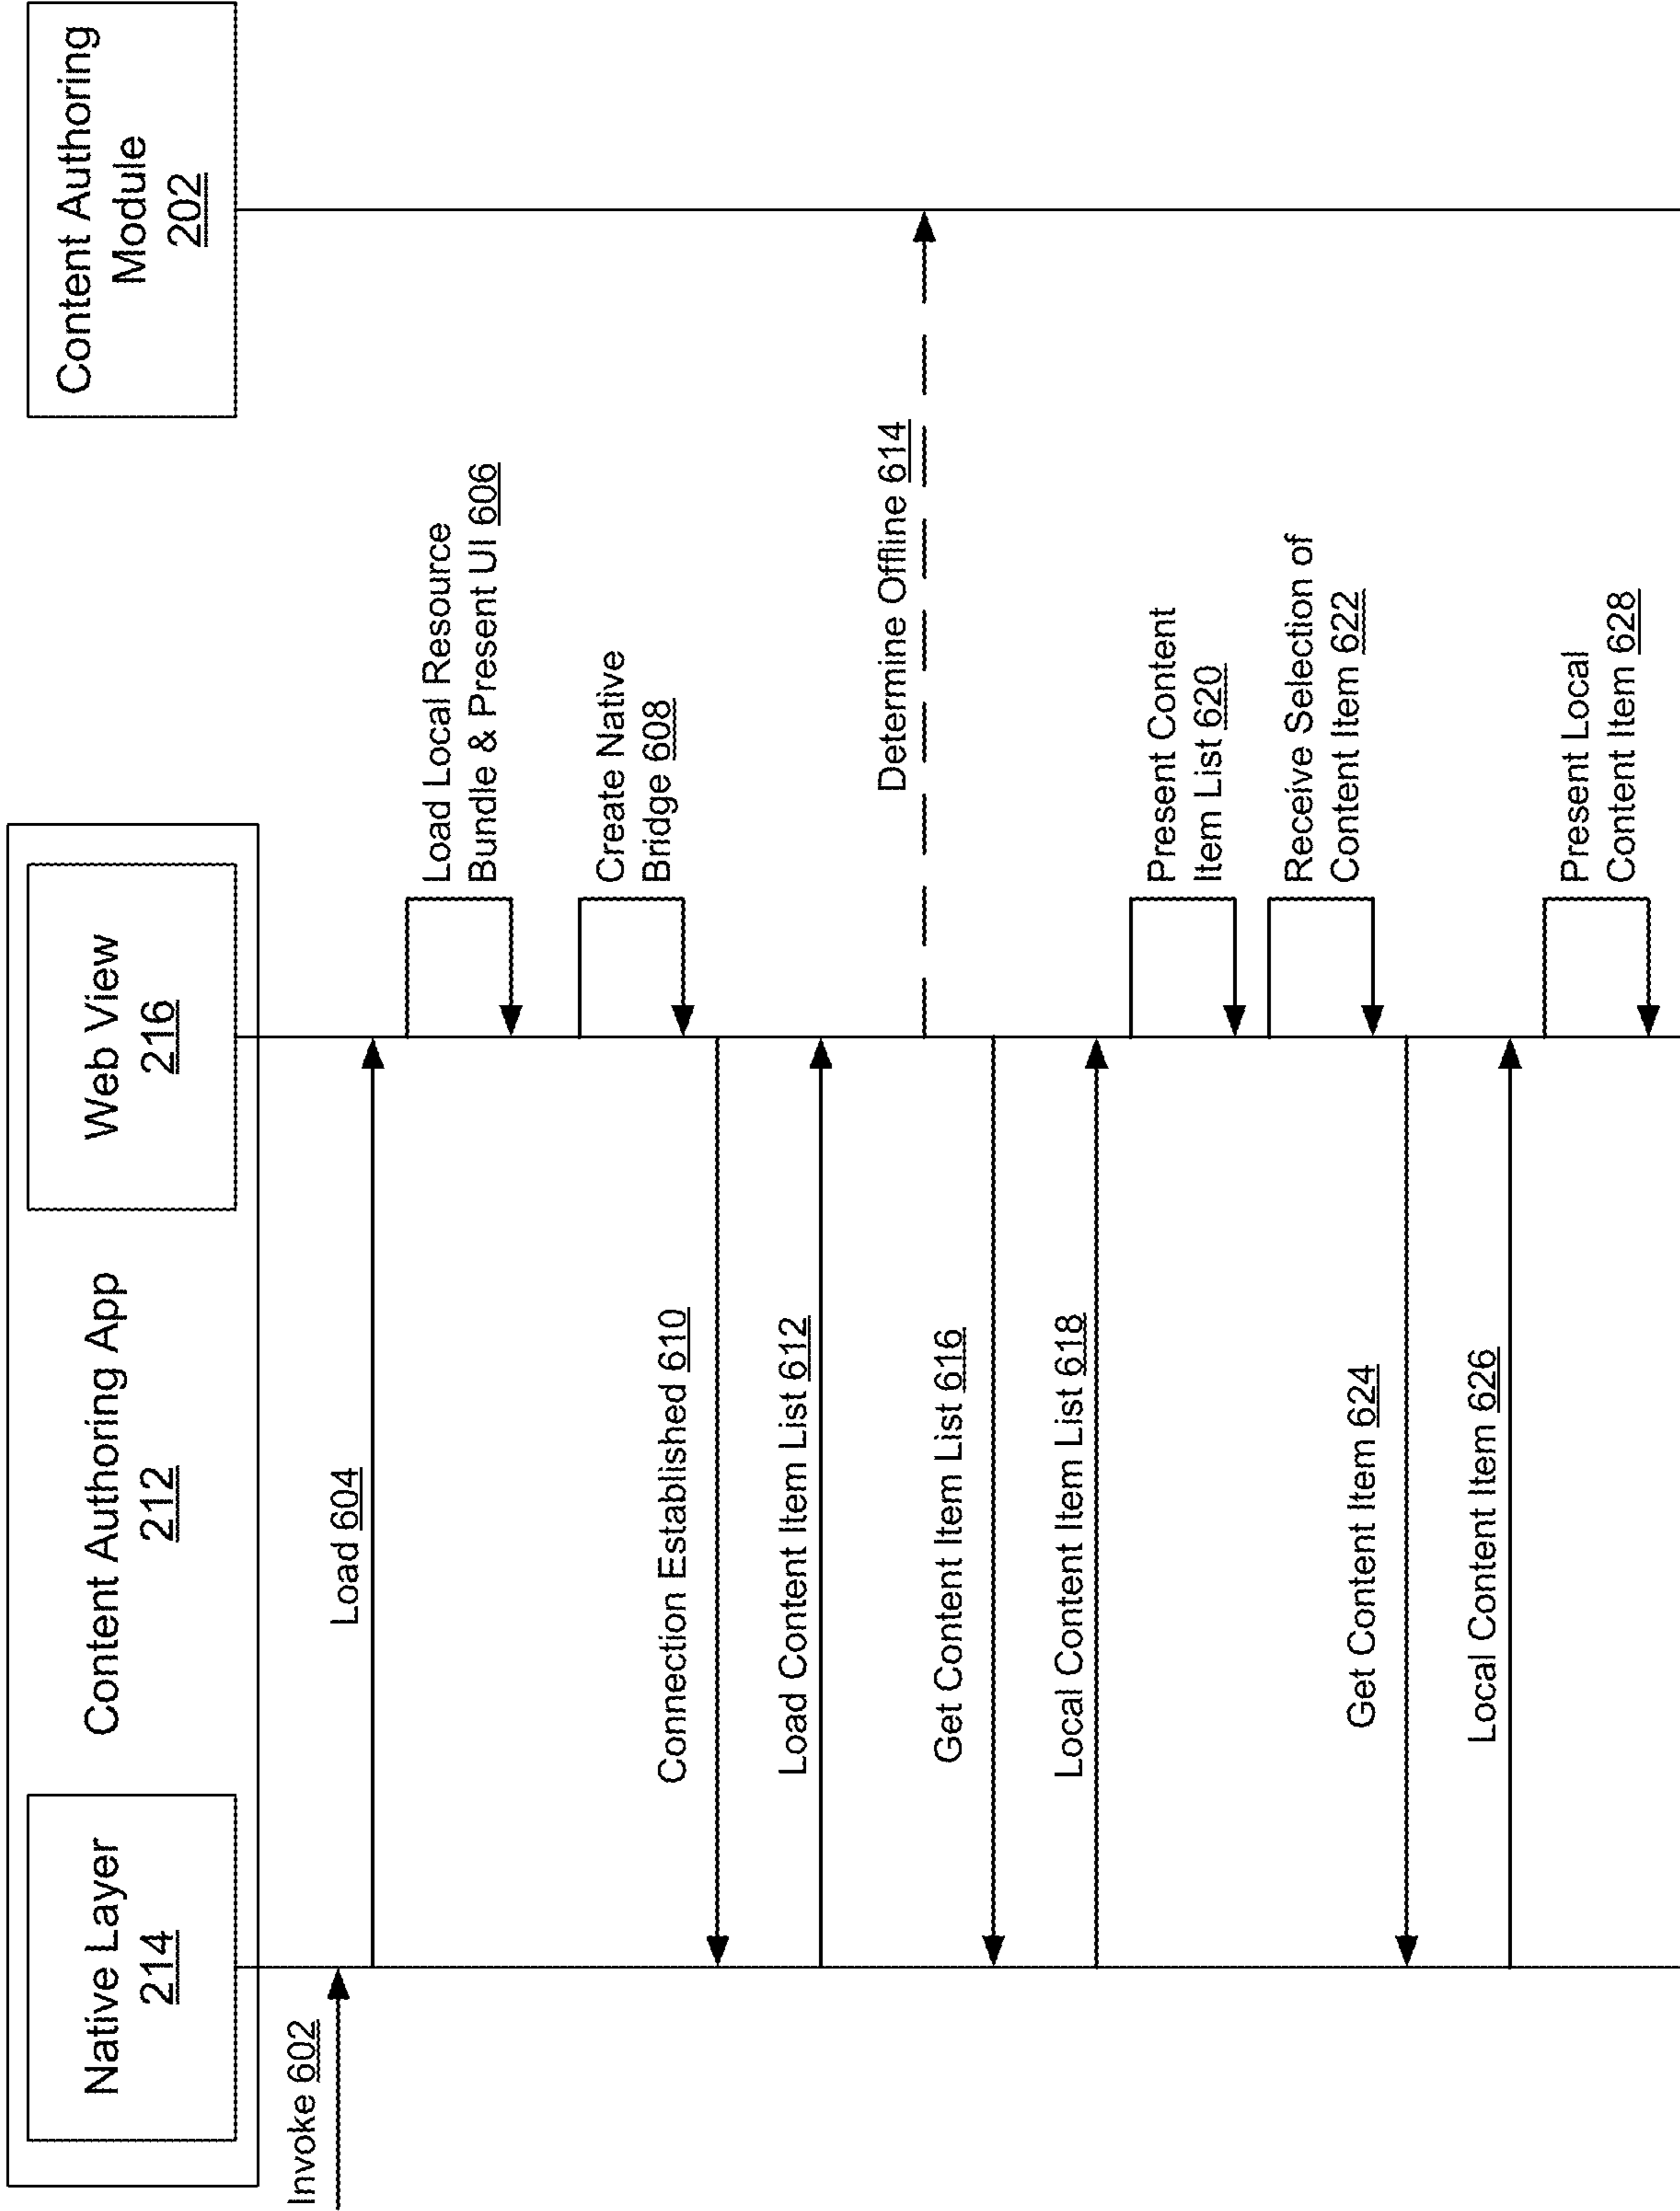 Native Layer
214
Content Authoring App
212
Web View
216
Content Authoring
Module
202
Invoke 602
Load 604
Load Local Resource
Bundle & Present UI 606
Create Native
Bridge 608
Connection Established 610
Load Content Item List 612
Determine Offline 614
Get Content Item List 616
Local Content Item List 618
Present Content
Item List 620
Receive Selection of
Content Item 622
Get Content Item 624
Local Content Item 626
Present Local
Content Item 628